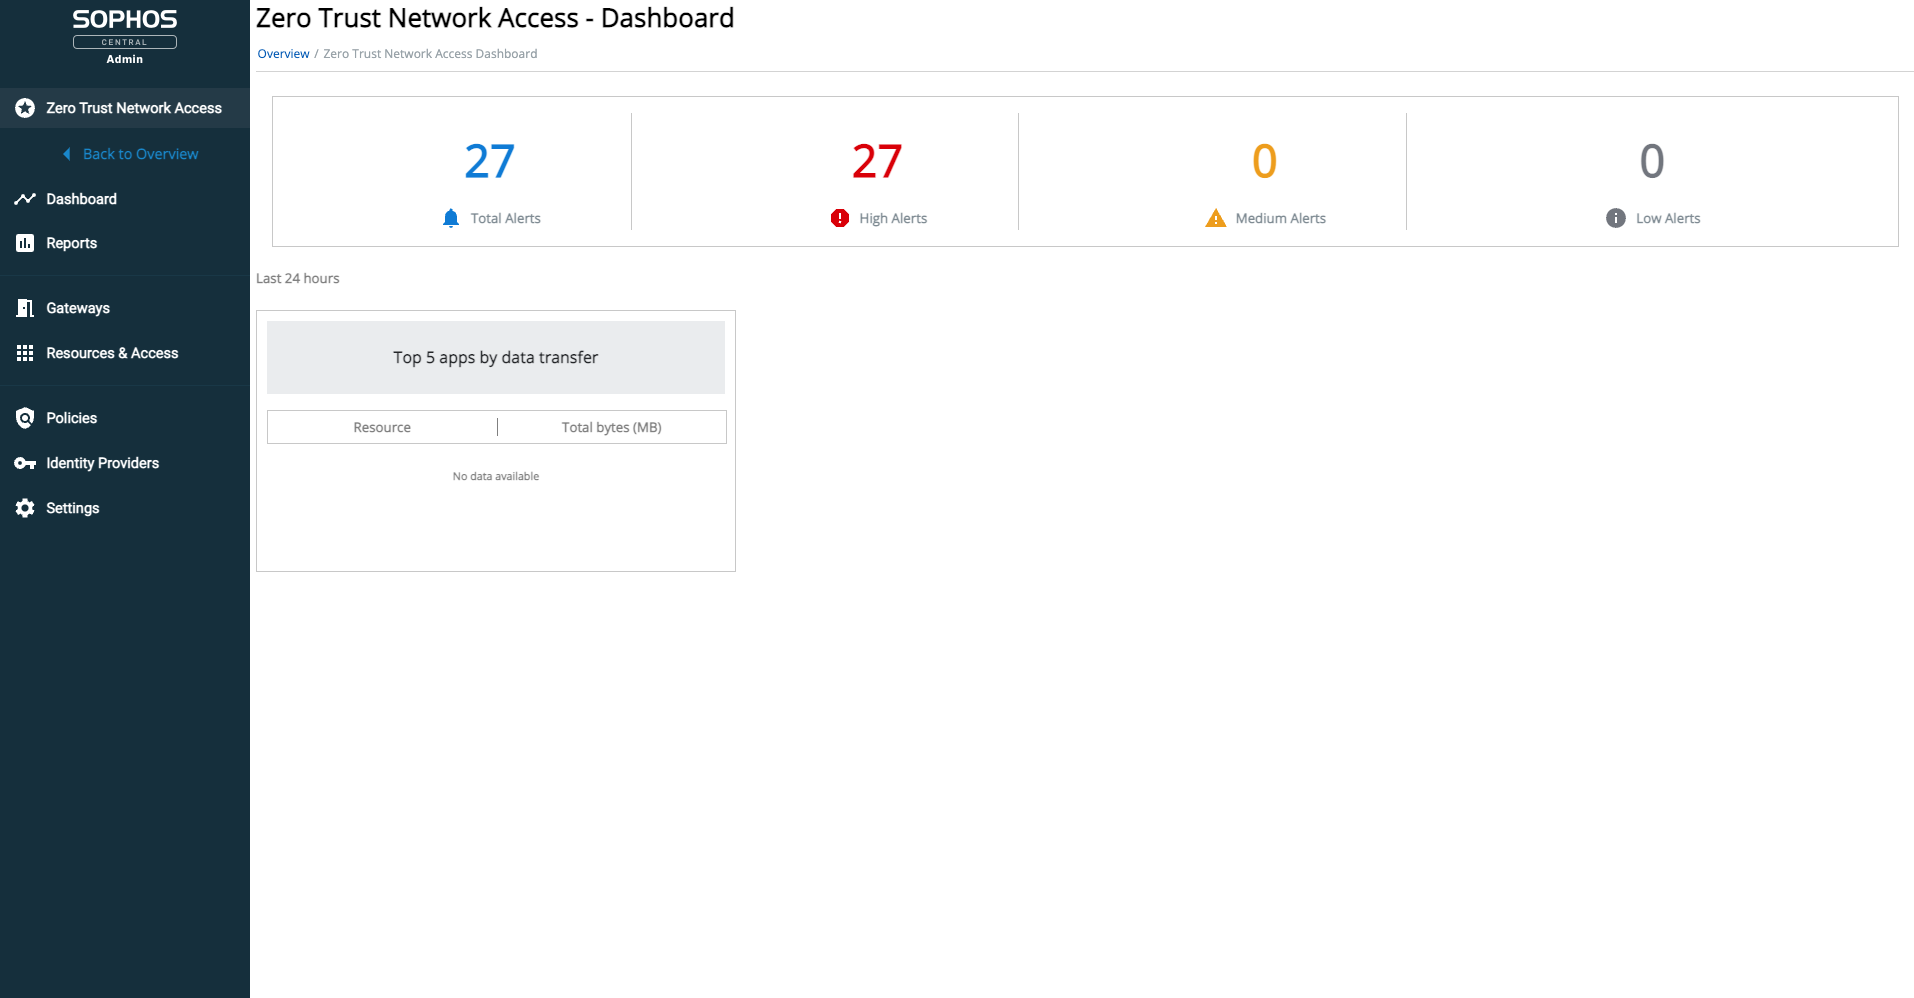 SOPHOS
CENTRAL
Admin
Zero Trust Network Access
Back to Overview
Dashboard
Reports
Gateways
Resources & Access
Policies
Identity Providers
Settings
Zero Trust Network Access - Dashboard
Overview / Zero Trust Network Access Dashboard
27
Total Alerts
27
High Alerts
0
Medium Alerts
0
Low Alerts
Last 24 hours
Top 5 apps by data transfer
Resource
Total bytes (MB)
No data available